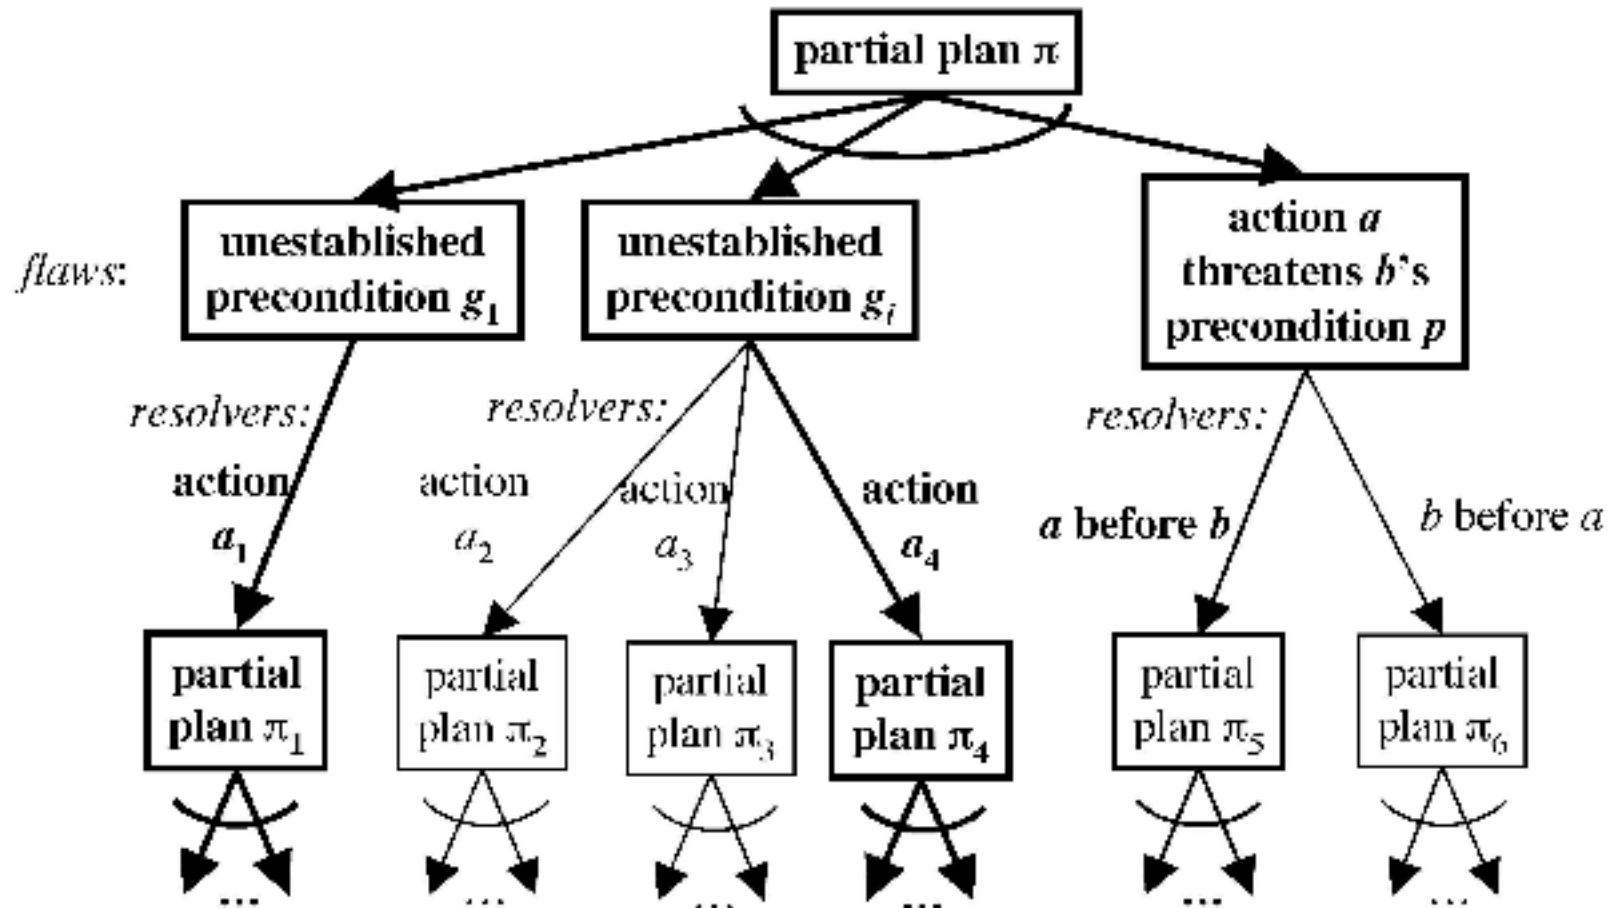 partial plan π
unestablished
precondition g₁
unestablished
precondition gᵢ
action a
threatens b's
precondition p
flaws:
resolvers:
resolvers:
resolvers:
action
a₁
action
a₂
action
a₃
action
a₄
a before b
b before a
partial
plan π₁
partial
plan π₂
partial
plan π₃
partial
plan π₄
partial
plan π₅
partial
plan π₆
...
...
...
...
...
...